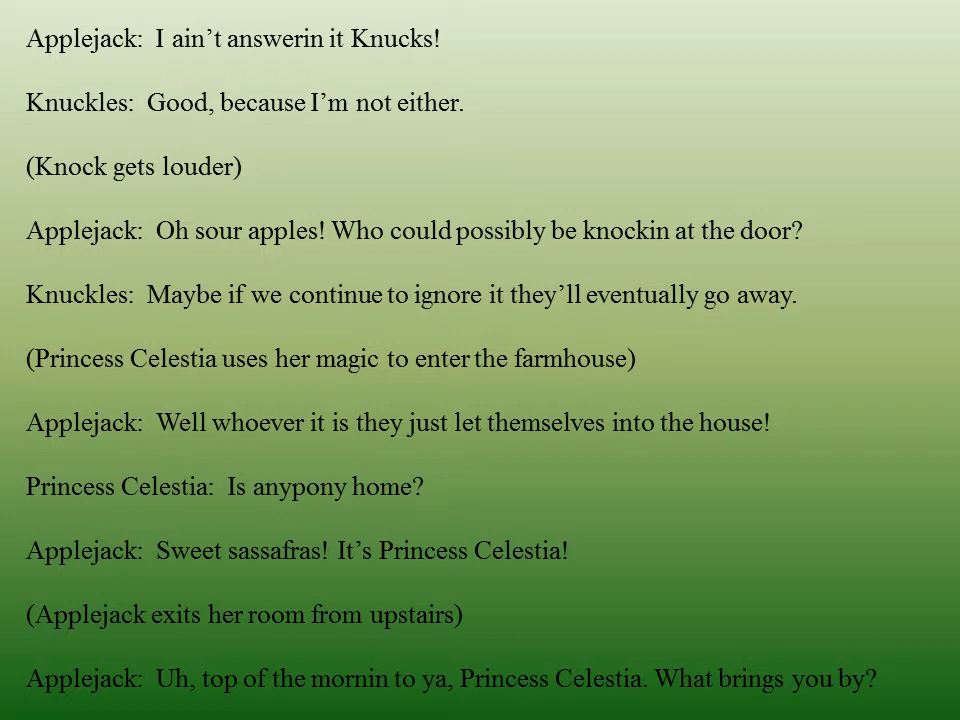 Applejack:  I ain’t answerin it Knucks!
Knuckles:  Good, because I’m not either.
(Knock gets louder)
Applejack:  Oh sour apples! Who could possibly be knockin at the door?
Knuckles:  Maybe if we continue to ignore it they’ll eventually go away.
(Princess Celestia uses her magic to enter the farmhouse)
Applejack:  Well whoever it is they just let themselves into the house!
Princess Celestia:  Is anypony home?
Applejack:  Sweet sassafras! It’s Princess Celestia!
(Applejack exits her room from upstairs)
Applejack:  Uh, top of the mornin to ya, Princess Celestia. What brings you by?